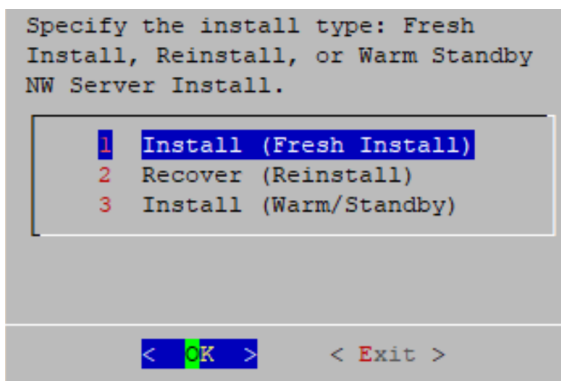 Specify the install type: Fresh
Install, Reinstall, or Warm Standby
NW Server Install.
1 Install (Fresh Install)
2 Recover (Reinstall)
3 Install (Warm/Standby)
< OK > < Exit >